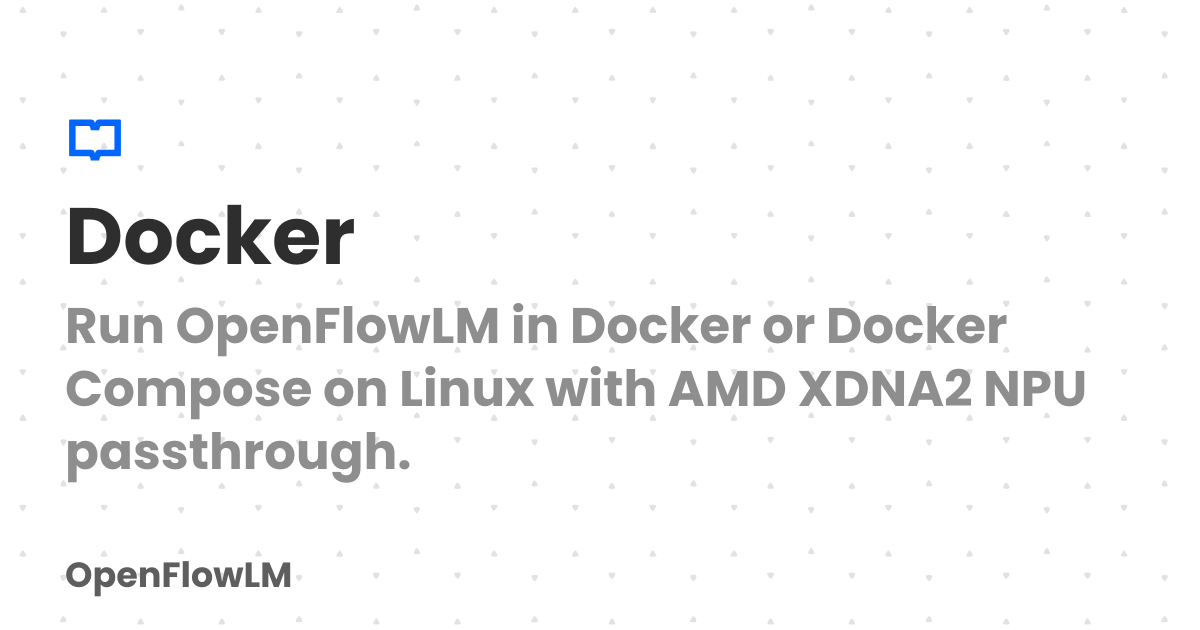 Docker
Run OpenFlowLM in Docker or Docker
Compose on Linux with AMD XDNA2 NPU
passthrough.
OpenFlowLM